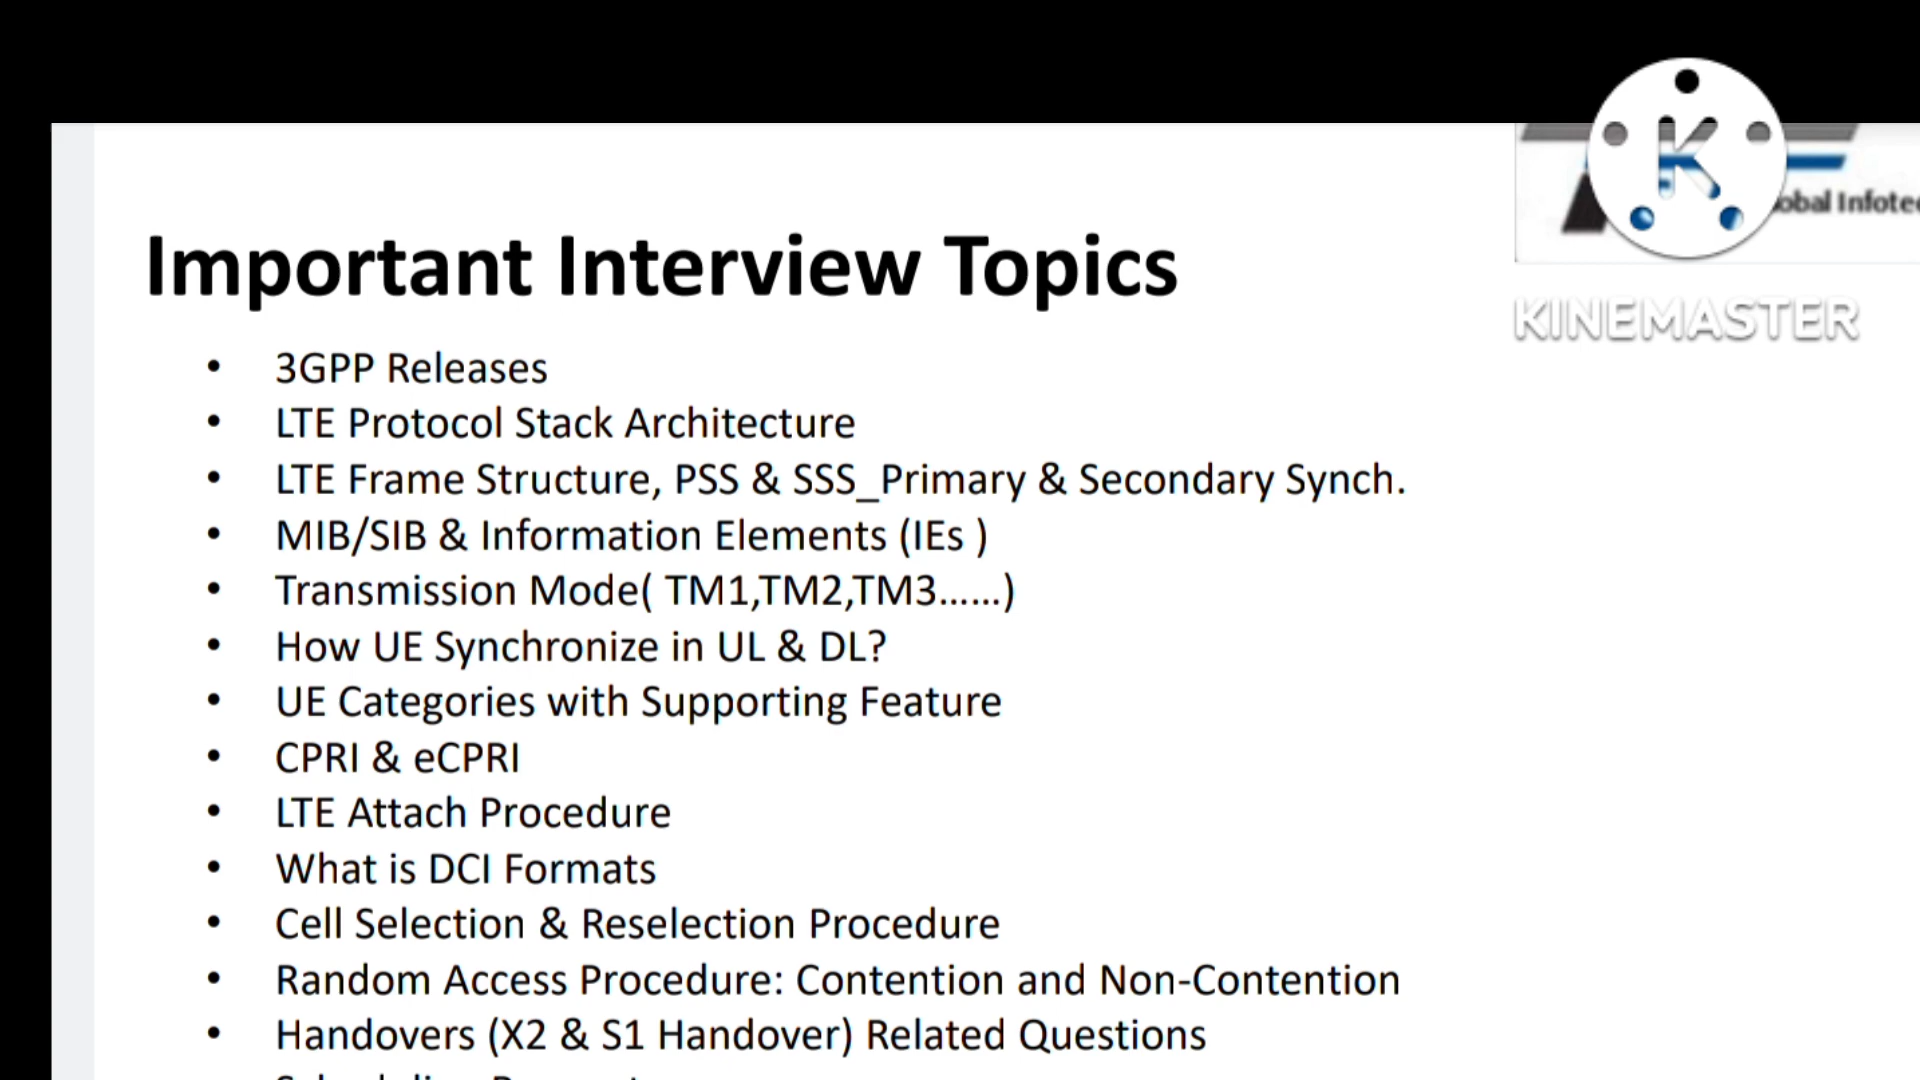 K
obal Infote
KINEMASTER
Important Interview Topics
• 3GPP Releases
• LTE Protocol Stack Architecture
• LTE Frame Structure, PSS & SSS_Primary & Secondary Synch.
• MIB/SIB & Information Elements (IEs )
• Transmission Mode( TM1,TM2,TM3......)
• How UE Synchronize in UL & DL?
• UE Categories with Supporting Feature
• CPRI & eCPRI
• LTE Attach Procedure
• What is DCI Formats
• Cell Selection & Reselection Procedure
• Random Access Procedure: Contention and Non-Contention
• Handovers (X2 & S1 Handover) Related Questions